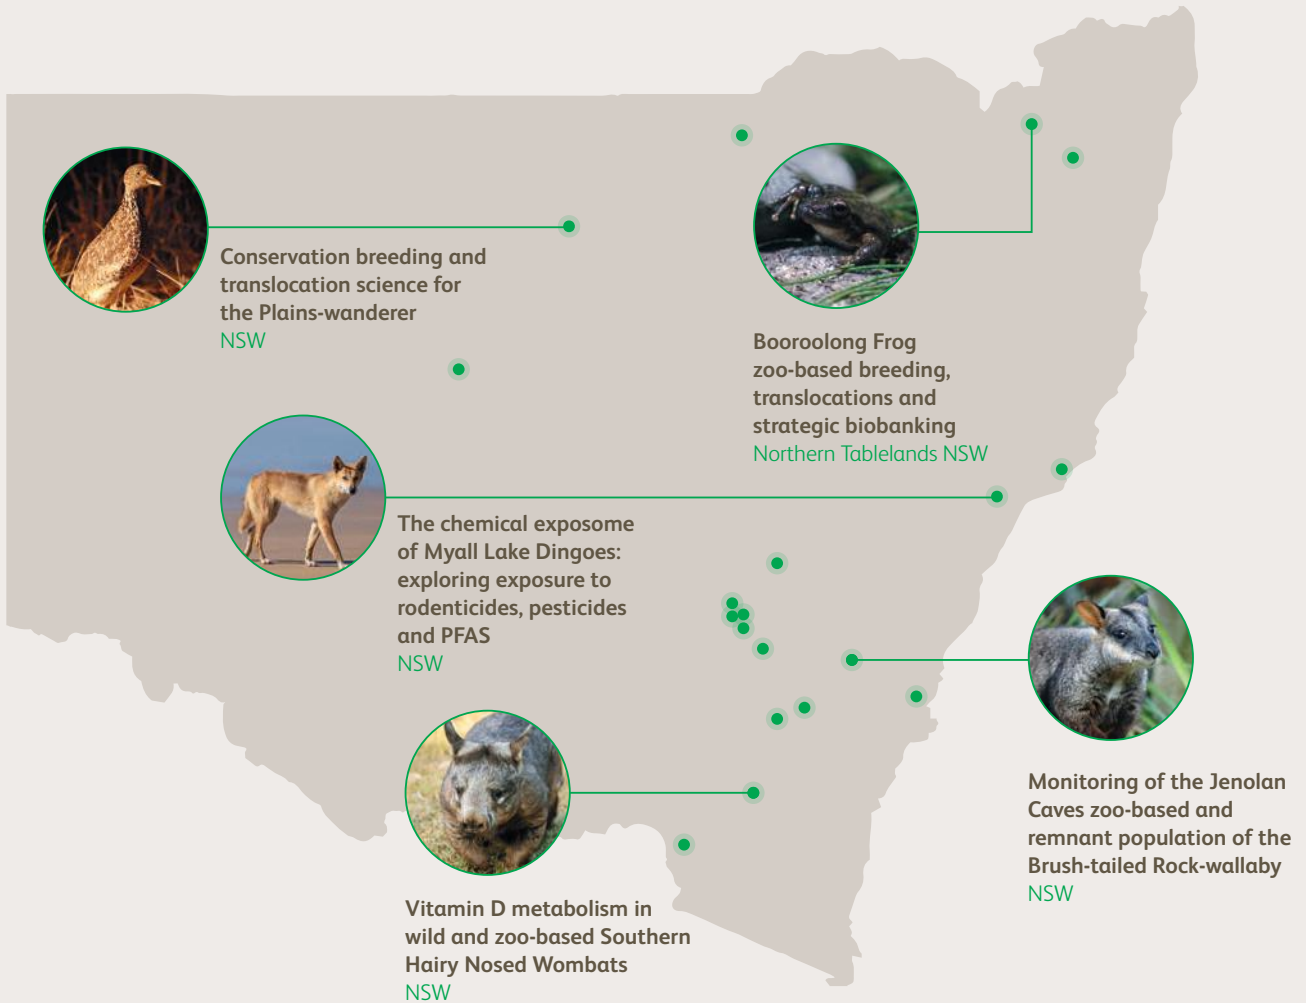 Conservation breeding and
translocation science for
the Plains-wanderer
NSW
Booroolong Frog
zoo-based breeding,
translocations and
strategic biobanking
Northern Tablelands NSW
The chemical exposome
of Myall Lake Dingoes:
exploring exposure to
rodenticides, pesticides
and PFAS
NSW
Monitoring of the Jenolan
Caves zoo-based and
remnant population of the
Brush-tailed Rock-wallaby
NSW
Vitamin D metabolism in
wild and zoo-based Southern
Hairy Nosed Wombats
NSW